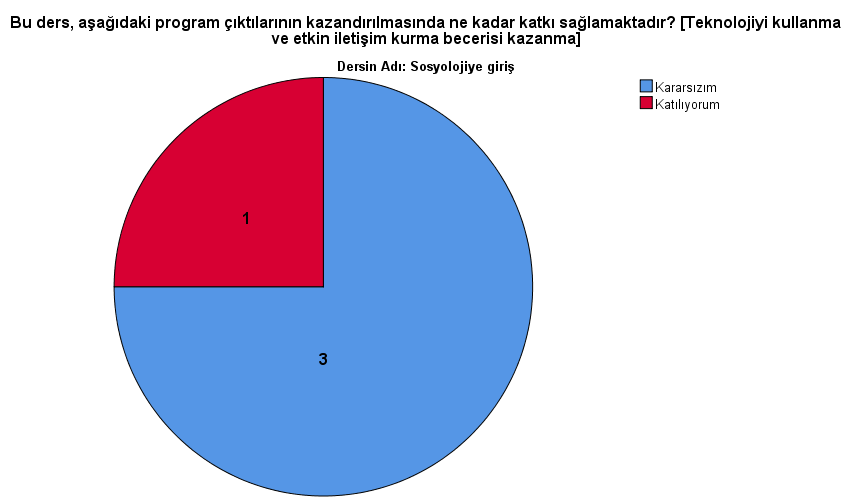 Bu ders, aşağıdaki program çıktılarının kazandırılmasında ne kadar katkı sağlamaktadır? [Teknolojiyi kullanma
ve etkin iletişim kurma becerisi kazanma]
Dersin Adı: Sosyolojiye giriş
Kararsızım
Katılıyorum
1
3